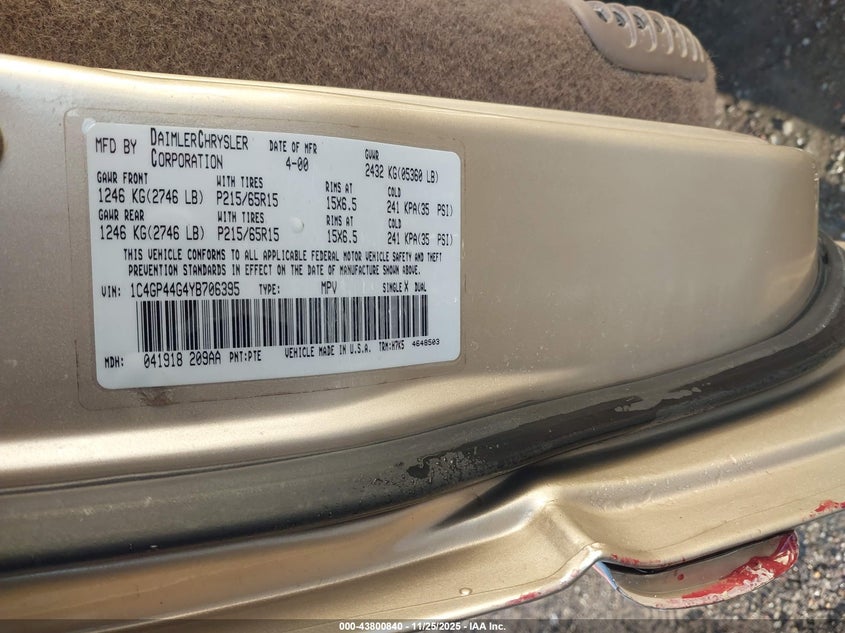 MFD BY DAIMLERCHRYSLER CORPORATION DATE OF MFR 4-00 GVWR 2432 KG(05360 LB)
GAWR FRONT WITH TIRES RIMS AT COLD
1246 KG(2746 LB) P215/65R15 15X6.5 241 KPA(35 PSI)
GAWR REAR WITH TIRES RIMS AT COLD
1246 KG(2746 LB) P215/65R15 15X6.5 241 KPA(35 PSI)
THIS VEHICLE CONFORMS TO ALL APPLICABLE FEDERAL MOTOR VEHICLE SAFETY AND THEFT
PREVENTION STANDARDS IN EFFECT ON THE DATE OF MANUFACTURE SHOWN ABOVE.
VIN: 1C4GP44G4YB706395 TYPE: MPV SINGLE X DUAL
MDH: 041918 209AA PNT:PTE VEHICLE MADE IN U.S.A. TRM:H7K5 4648503
000-43800840 - 11/25/2025 - IAA Inc.